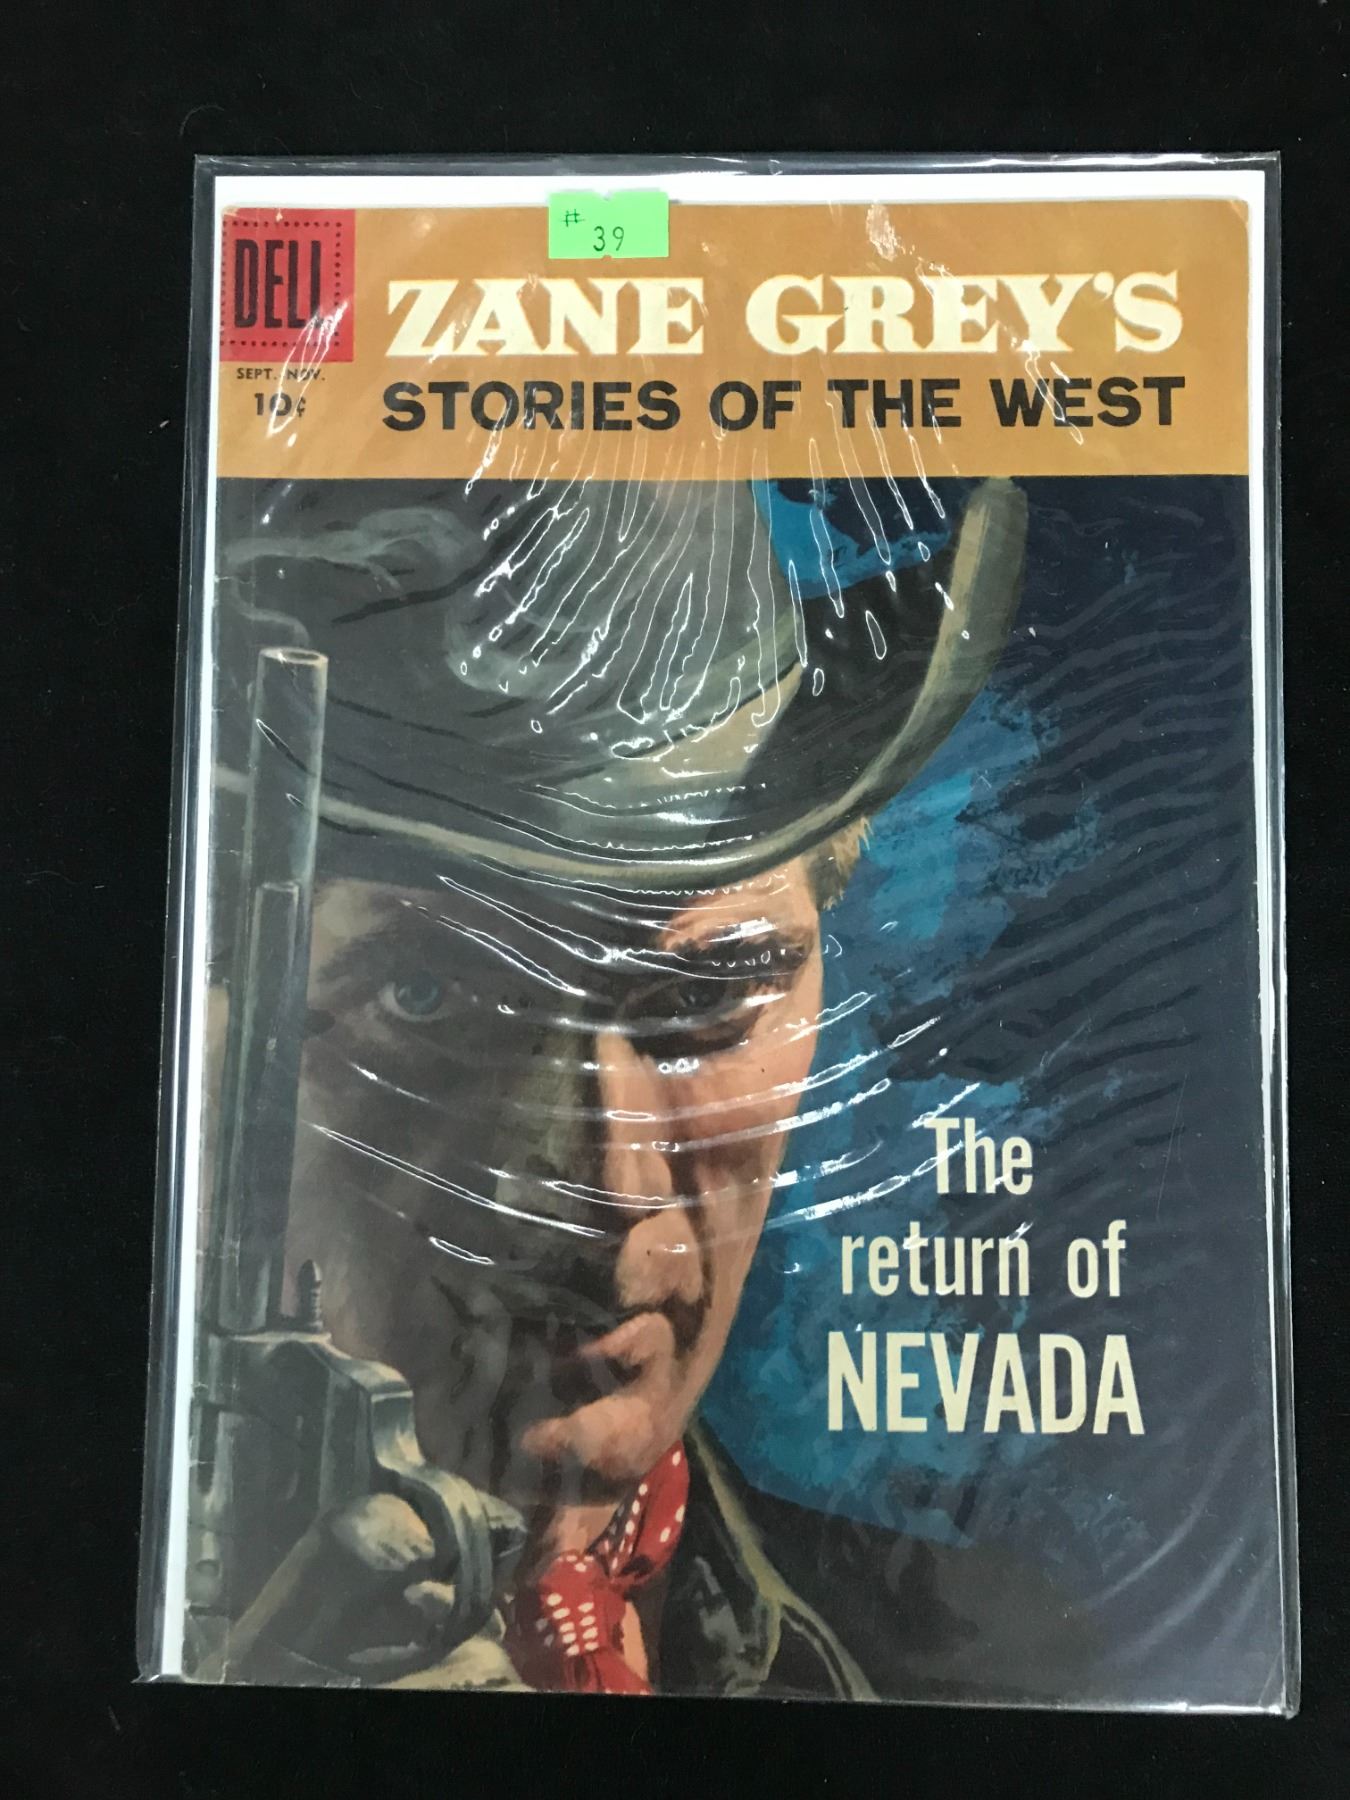 # 39
DELL
SEPT.-NOV.
10¢
ZANE GREY'S
STORIES OF THE WEST
The
return of
NEVADA